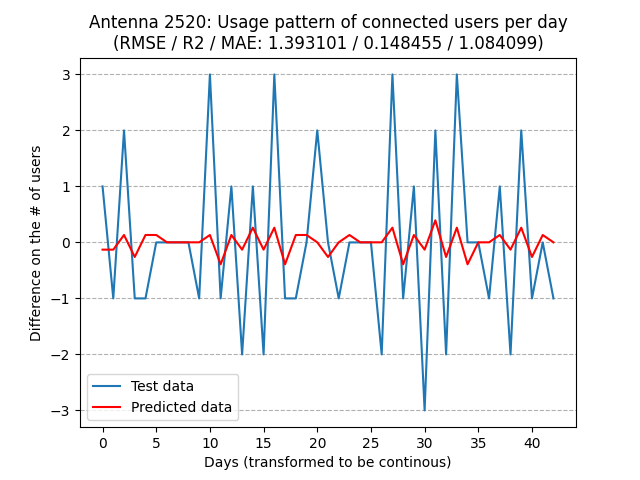 Antenna 2520: Usage pattern of connected users per day
(RMSE / R2 / MAE: 1.393101 / 0.148455 / 1.084099)
Difference on the # of users
3
2
1
0
−1
−2
−3
Test data
Predicted data
0 5 10 15 20 25 30 35 40
Days (transformed to be continous)